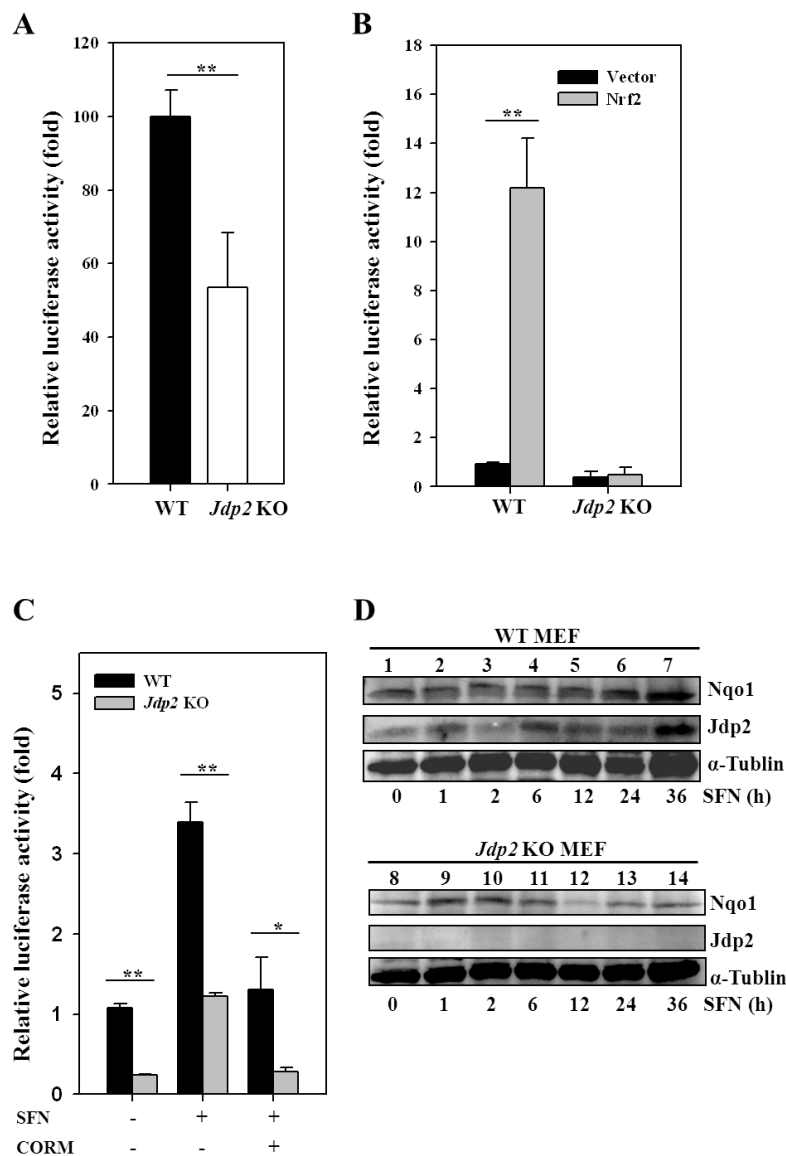 A
Relative luciferase activity (fold)
120
100
80
60
40
20
0
**
WT
Jdp2 KO
B
Relative luciferase activity (fold)
18
16
14
12
10
8
6
4
2
0
Vector
Nrf2
**
WT
Jdp2 KO
C
Relative luciferase activity (fold)
5
4
3
2
1
0
WT
Jdp2 KO
**
**
*
SFN - + +
CORM - - +
D
WT MEF
1 2 3 4 5 6 7
Nqo1
Jdp2
α-Tublin
0 1 2 6 12 24 36 SFN (h)
Jdp2 KO MEF
8 9 10 11 12 13 14
Nqo1
Jdp2
α-Tublin
0 1 2 6 12 24 36 SFN (h)